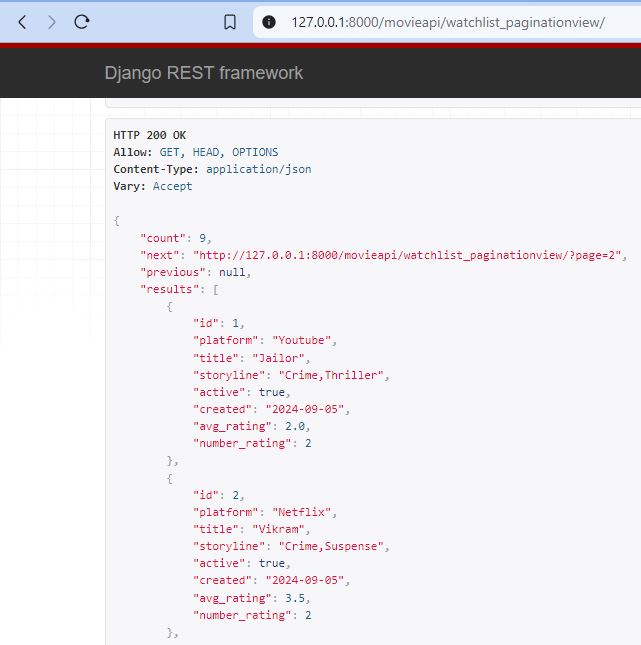 127.0.0.1:8000/movieapi/watchlist_paginationview/
Django REST framework
HTTP 200 OK
Allow: GET, HEAD, OPTIONS
Content-Type: application/json
Vary: Accept
{
"count": 9,
"next": "http://127.0.0.1:8000/movieapi/watchlist_paginationview/?page=2",
"previous": null,
"results": [
{
"id": 1,
"platform": "Youtube",
"title": "Jailor",
"storyline": "Crime,Thriller",
"active": true,
"created": "2024-09-05",
"avg_rating": 2.0,
"number_rating": 2
},
{
"id": 2,
"platform": "Netflix",
"title": "Vikram",
"storyline": "Crime,Suspense",
"active": true,
"created": "2024-09-05",
"avg_rating": 3.5,
"number_rating": 2
},